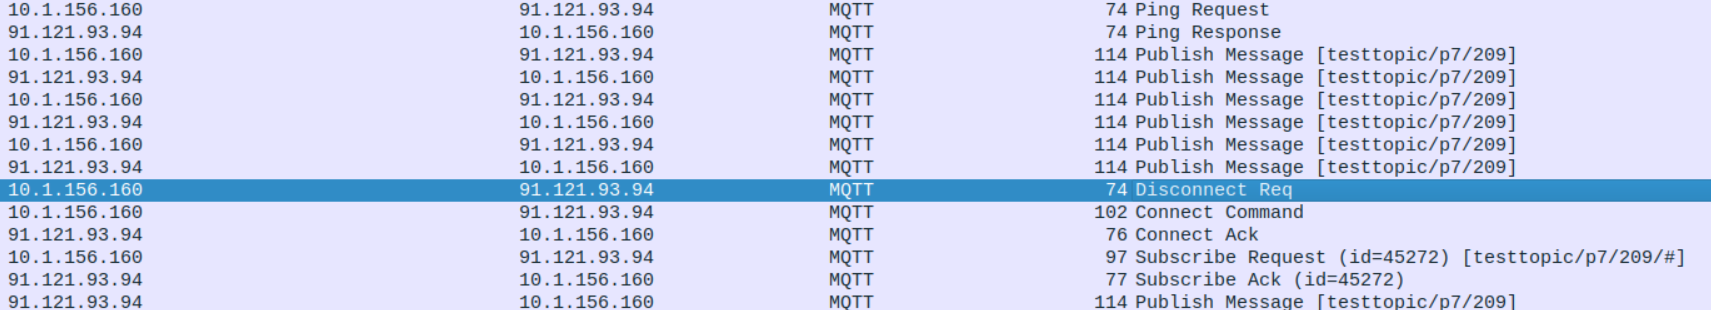 10.1.156.160 91.121.93.94 MQTT 74 Ping Request
91.121.93.94 10.1.156.160 MQTT 74 Ping Response
10.1.156.160 91.121.93.94 MQTT 114 Publish Message [testtopic/p7/209]
91.121.93.94 10.1.156.160 MQTT 114 Publish Message [testtopic/p7/209]
10.1.156.160 91.121.93.94 MQTT 114 Publish Message [testtopic/p7/209]
91.121.93.94 10.1.156.160 MQTT 114 Publish Message [testtopic/p7/209]
10.1.156.160 91.121.93.94 MQTT 114 Publish Message [testtopic/p7/209]
91.121.93.94 10.1.156.160 MQTT 114 Publish Message [testtopic/p7/209]
10.1.156.160 91.121.93.94 MQTT 74 Disconnect Req
10.1.156.160 91.121.93.94 MQTT 102 Connect Command
91.121.93.94 10.1.156.160 MQTT 76 Connect Ack
10.1.156.160 91.121.93.94 MQTT 97 Subscribe Request (id=45272) [testtopic/p7/209/#]
91.121.93.94 10.1.156.160 MQTT 77 Subscribe Ack (id=45272)
91.121.93.94 10.1.156.160 MQTT 114 Publish Message [testtopic/p7/209]